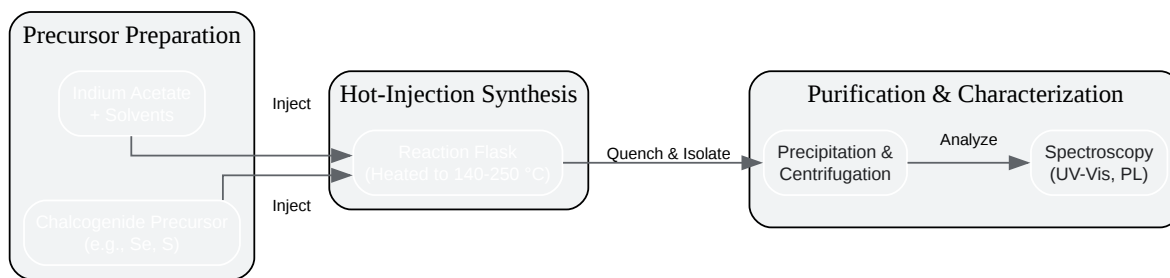 Precursor Preparation
Indium Acetate
+ Solvents
Chalcogenide Precursor
(e.g., Se, S)
Inject
Inject
Hot-Injection Synthesis
Reaction Flask
(Heated to 140-250 °C)
Quench & Isolate
Purification & Characterization
Precipitation &
Centrifugation
Analyze
Spectroscopy
(UV-Vis, PL)